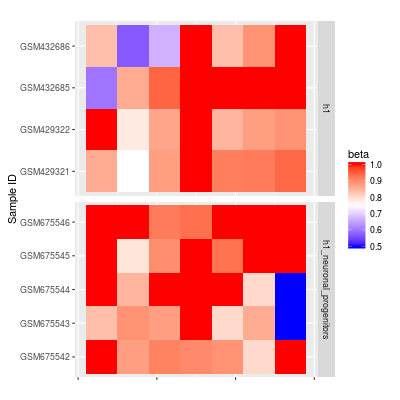 Sample ID
GSM432686
GSM432685
GSM429322
GSM429321
h1
GSM675546
GSM675545
GSM675544
GSM675543
GSM675542
h1_neuronal_progenitors
beta
1.0
0.9
0.8
0.7
0.6
0.5